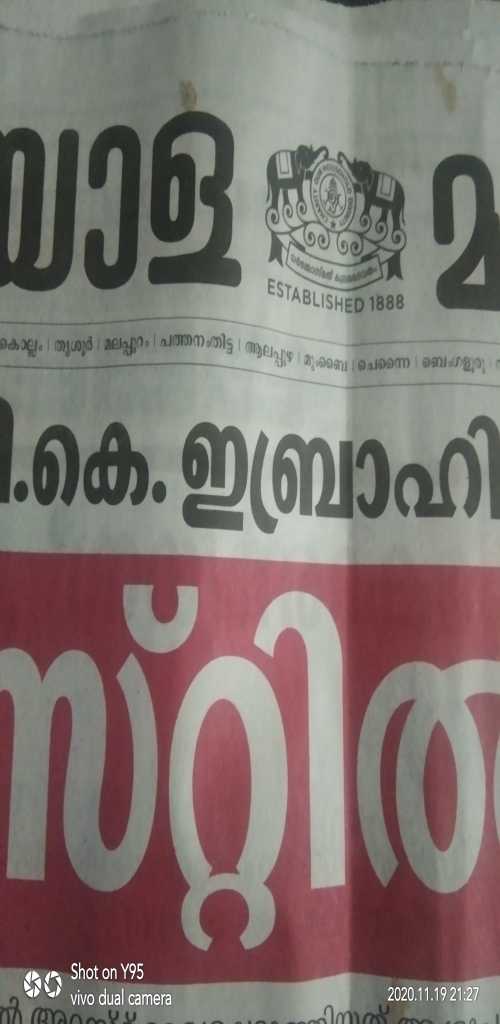 യാള മ
ESTABLISHED 1888
കൊല്ലം | തൃശൂർ | മലപ്പുറം | പത്തനംതിട്ട | ആലപ്പുഴ | മുംബൈ | ചെന്നൈ | ബെംഗളൂരു
.കെ. ഇബ്രാഹി
സ്റ്റിൽ
Shot on Y95
vivo dual camera
2020.11.19 21:27